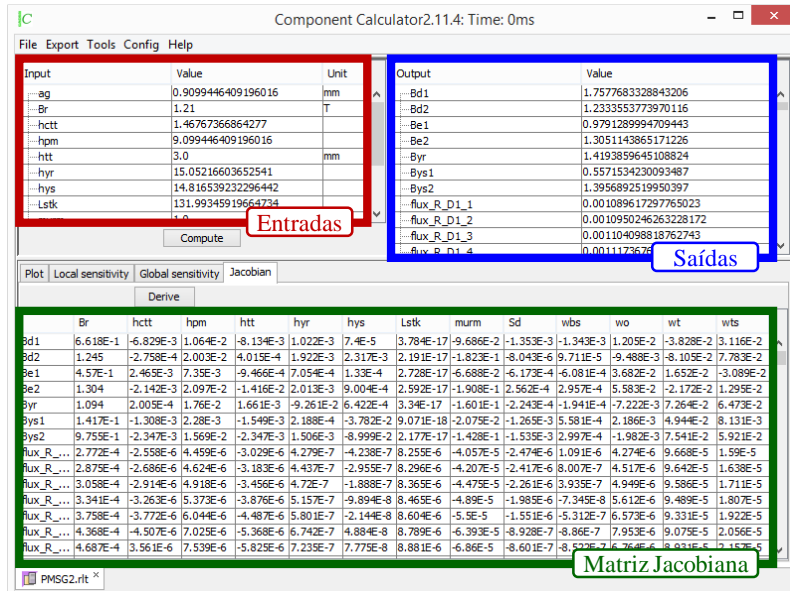 Component Calculator2.11.4: Time: 0ms
File Export Tools Config Help
Input Value Unit
ag 0.9099446409196016 mm
Br 1.21 T
hctt 1.46767366864277
hpm 9.099446409196016
htt 3.0 mm
hyr 15.05216603652541
hys 14.816539232296442
Lstk 131.99345919664734
Entradas
Compute
Output Value
Bd1 1.7577683328843206
Bd2 1.2333553773970116
Be1 0.9791289994709443
Be2 1.3051143865171226
Byr 1.4193859645108824
Bys1 0.5571534230093487
Bys2 1.3956892519950397
flux_R_D1_1 0.001089617297765023
flux_R_D1_2 0.0010950246263228172
flux_R_D1_3 0.001104098818762743
flux_R_D1_4
Saídas
Plot Local sensitivity Global sensitivity Jacobian
Derive
Br hctt hpm htt hyr hys Lstk murm Sd wbs wo wt wts
Bd1 6.618E-1 -6.829E-3 1.064E-2 -8.134E-3 1.022E-3 7.4E-5 3.784E-17 -9.686E-2 -1.353E-3 -1.343E-3 1.205E-2 -3.828E-2 3.116E-2
Bd2 1.245 -2.758E-4 2.003E-2 4.015E-4 1.922E-3 2.317E-3 2.191E-17 -1.823E-1 -8.043E-6 9.711E-5 -9.488E-3 -8.105E-2 7.783E-2
Be1 4.57E-1 2.465E-3 7.35E-3 -9.466E-4 7.054E-4 1.33E-4 2.728E-17 -6.688E-2 -6.173E-4 -6.081E-4 3.682E-2 1.652E-2 -3.089E-2
Be2 1.304 -2.142E-3 2.097E-2 -1.416E-2 2.013E-3 9.004E-4 2.592E-17 -1.908E-1 2.562E-4 2.957E-4 5.583E-2 -2.172E-2 1.295E-2
Byr 1.094 2.005E-4 1.76E-2 1.661E-3 -9.261E-2 6.422E-4 3.34E-17 -1.601E-1 -2.243E-4 -1.941E-4 -7.222E-3 7.264E-2 6.473E-2
Bys1 1.417E-1 -1.308E-3 2.28E-3 -1.549E-3 2.188E-4 -3.782E-2 9.071E-18 -2.075E-2 -1.265E-3 5.581E-4 2.186E-3 4.944E-2 8.131E-3
Bys2 9.755E-1 -2.347E-3 1.569E-2 -2.347E-3 1.506E-3 -8.999E-2 2.177E-17 -1.428E-1 -1.535E-3 2.997E-4 -1.982E-3 7.541E-2 5.921E-2
flux_R_... 2.772E-4 -2.558E-6 4.459E-6 -3.029E-6 4.279E-7 -4.238E-7 8.255E-6 -4.057E-5 -2.474E-6 1.091E-6 4.274E-6 9.668E-5 1.59E-5
flux_R_... 2.875E-4 -2.686E-6 4.624E-6 -3.183E-6 4.437E-7 -2.955E-7 8.296E-6 -4.207E-5 -2.417E-6 8.007E-7 4.517E-6 9.642E-5 1.638E-5
flux_R_... 3.058E-4 -2.914E-6 4.918E-6 -3.456E-6 4.72E-7 -1.888E-7 8.365E-6 -4.475E-5 -2.261E-6 3.935E-7 4.949E-6 9.586E-5 1.711E-5
flux_R_... 3.341E-4 -3.263E-6 5.373E-6 -3.876E-6 5.157E-7 -9.894E-8 8.465E-6 -4.89E-5 -1.985E-6 -7.345E-8 5.612E-6 9.489E-5 1.807E-5
flux_R_... 3.758E-4 -3.772E-6 6.044E-6 -4.487E-6 5.801E-7 -2.144E-8 8.604E-6 -5.5E-5 -1.551E-6 -5.312E-7 6.573E-6 9.331E-5 1.922E-5
flux_R_... 4.368E-4 -4.507E-6 7.025E-6 -5.368E-6 6.742E-7 4.884E-8 8.789E-6 -6.393E-5 -8.928E-7 -8.86E-7 7.953E-6 9.075E-5 2.056E-5
flux_R_... 4.687E-4 3.561E-6 7.539E-6 -5.825E-6 7.235E-7 7.775E-8 8.881E-6 -6.86E-5 -8.601E-7
Matriz Jacobiana
PMSG2.rlt